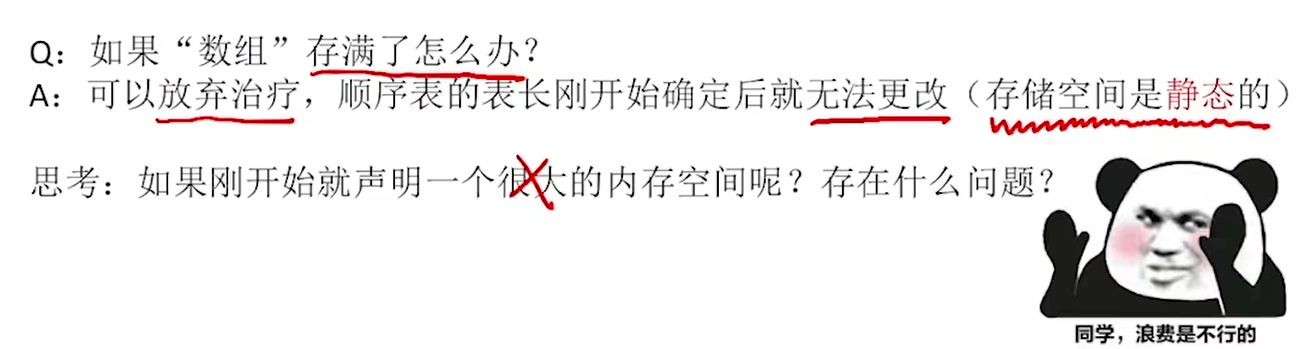 Q：如果“数组”存满了怎么办？
A：可以放弃治疗，顺序表的表长刚开始确定后就无法更改（存储空间是静态的）
思考：如果刚开始就声明一个很大的内存空间呢？存在什么问题？
同学，浪费是不行的